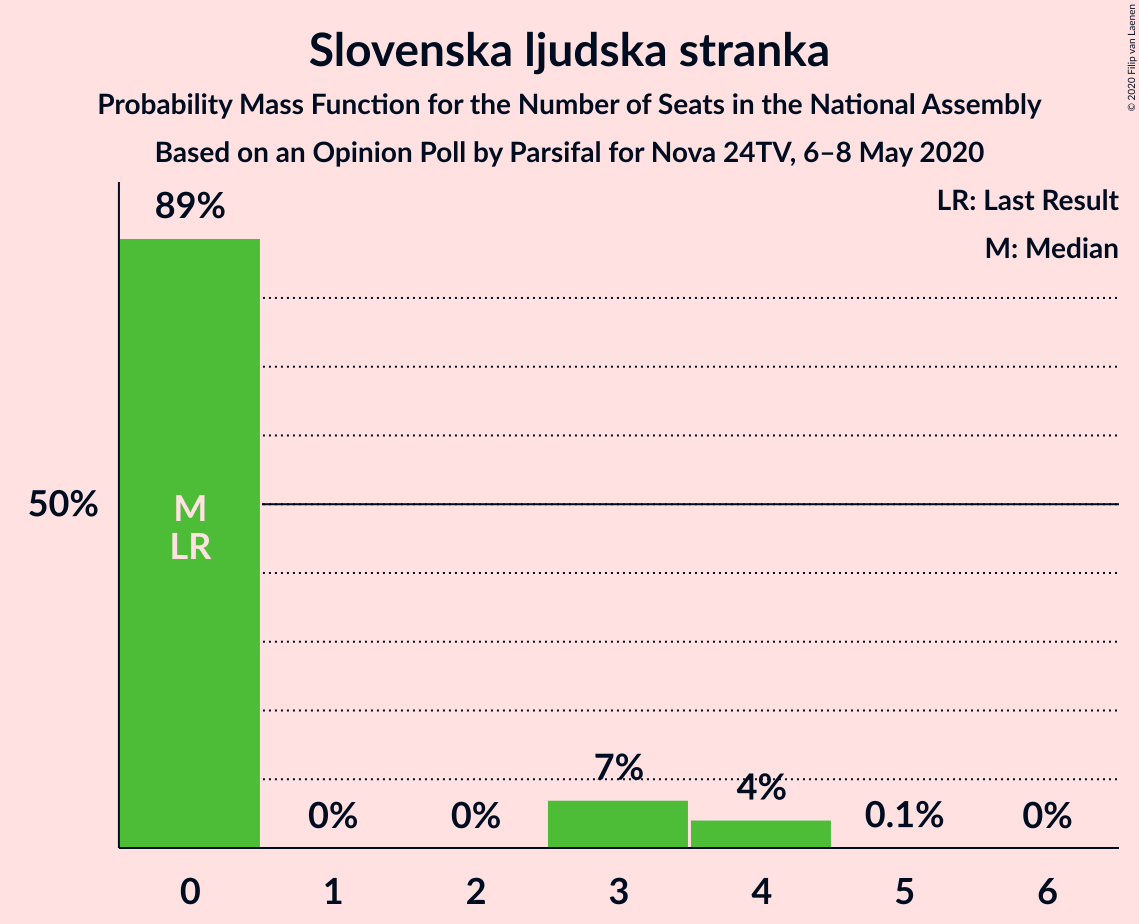 Slovenska ljudska stranka
Probability Mass Function for the Number of Seats in the National Assembly
Based on an Opinion Poll by Parsifal for Nova 24TV, 6–8 May 2020
© 2020 Filip van Laenen
LR: Last Result
M: Median
89%
50%
M
LR
7%
4%
0%
0%
0.1%
0%
0
1
2
3
4
5
6